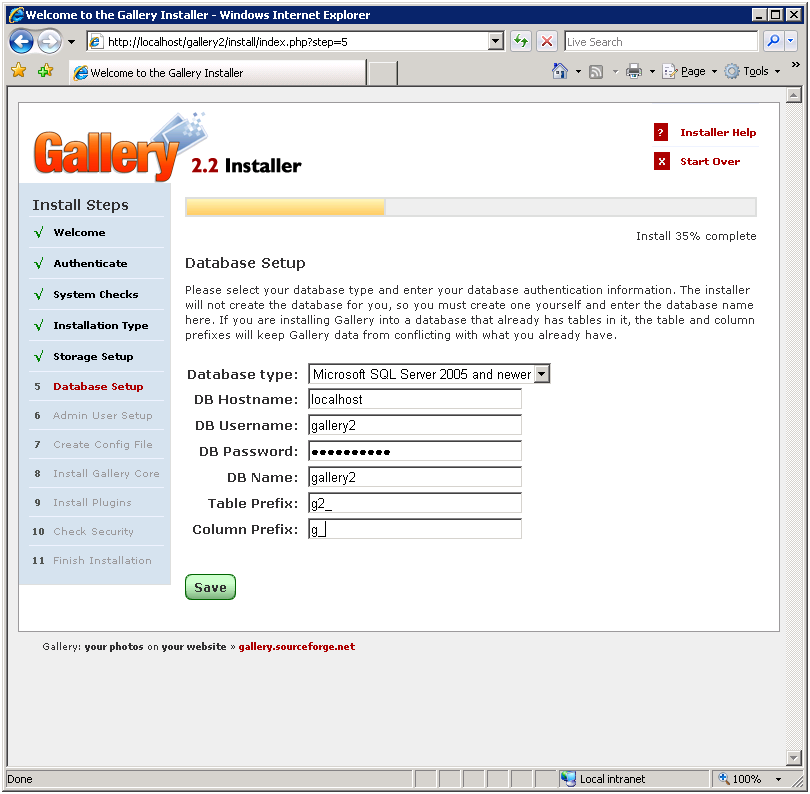 Welcome to the Gallery Installer - Windows Internet Explorer
http://localhost/gallery2/install/index.php?step=5
Live Search
Welcome to the Gallery Installer
Page
Tools
»
Gallery 2.2 Installer
? Installer Help
x Start Over
Install Steps
√ Welcome
√ Authenticate
√ System Checks
√ Installation Type
√ Storage Setup
5 Database Setup
6 Admin User Setup
7 Create Config File
8 Install Gallery Core
9 Install Plugins
10 Check Security
11 Finish Installation
Install 35% complete
Database Setup
Please select your database type and enter your database authentication information. The installer
will not create the database for you, so you must create one yourself and enter the database name
here. If you are installing Gallery into a database that already has tables in it, the table and column
prefixes will keep Gallery data from conflicting with what you already have.
Database type: Microsoft SQL Server 2005 and newer
DB Hostname: localhost
DB Username: gallery2
DB Password: ●●●●●●●●●●
DB Name: gallery2
Table Prefix: g2_
Column Prefix: g_
Save
Gallery: your photos on your website » gallery.sourceforge.net
Done
Local intranet
100%